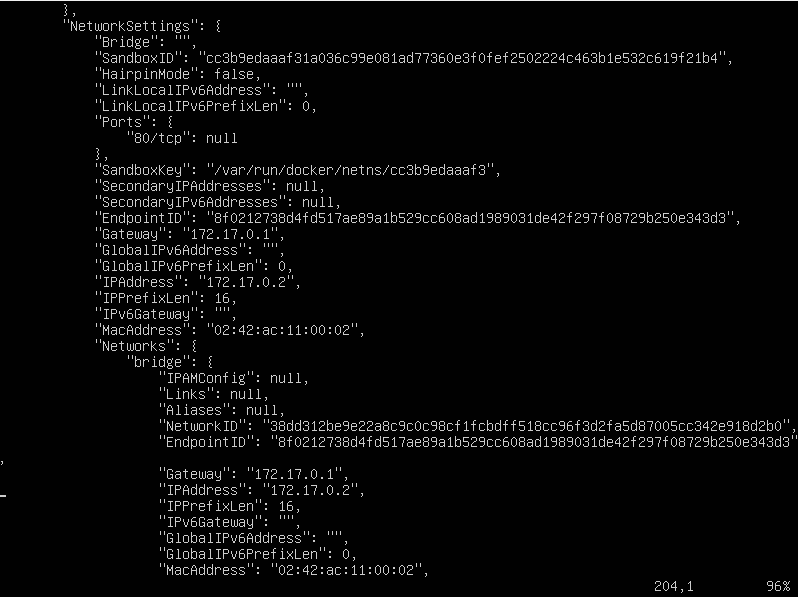 },
        "NetworkSettings": {
            "Bridge": "",
            "SandboxID": "cc3b9edaaaf31a036c99e081ad77360e3f0fef2502224c463b1e532c619f21b4",
            "HairpinMode": false,
            "LinkLocalIPv6Address": "",
            "LinkLocalIPv6PrefixLen": 0,
            "Ports": {
                "80/tcp": null
            },
            "SandboxKey": "/var/run/docker/netns/cc3b9edaaaf3",
            "SecondaryIPAddresses": null,
            "SecondaryIPv6Addresses": null,
            "EndpointID": "8f0212738d4fd517ae89a1b529cc608ad1989031de42f297f08729b250e343d3",
            "Gateway": "172.17.0.1",
            "GlobalIPv6Address": "",
            "GlobalIPv6PrefixLen": 0,
            "IPAddress": "172.17.0.2",
            "IPPrefixLen": 16,
            "IPv6Gateway": "",
            "MacAddress": "02:42:ac:11:00:02",
            "Networks": {
                "bridge": {
                    "IPAMConfig": null,
                    "Links": null,
                    "Aliases": null,
                    "NetworkID": "38dd312be9e22a8c9c0c98cf1fcbdff518cc96f3d2fa5d87005cc342e918d2b0",
                    "EndpointID": "8f0212738d4fd517ae89a1b529cc608ad1989031de42f297f08729b250e343d3"
,
                    "Gateway": "172.17.0.1",
                    "IPAddress": "172.17.0.2",
                    "IPPrefixLen": 16,
                    "IPv6Gateway": "",
                    "GlobalIPv6Address": "",
                    "GlobalIPv6PrefixLen": 0,
                    "MacAddress": "02:42:ac:11:00:02",
204,1 96%